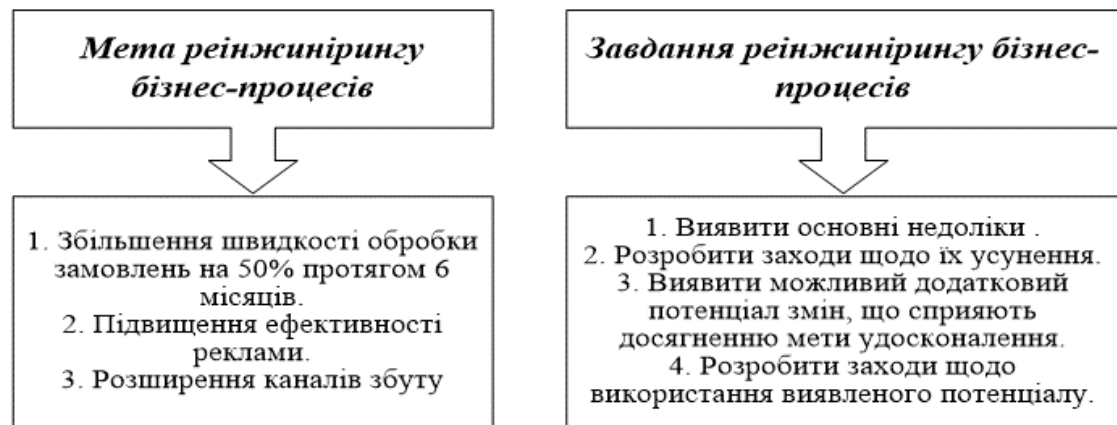 Мета реінжинірингу
бізнес-процесів
1. Збільшення швидкості обробки
замовлень на 50% протягом 6
місяців.
2. Підвищення ефективності
реклами.
3. Розширення каналів збуту
Завдання реінжинірингу бізнес-
процесів
1. Виявити основні недоліки .
2. Розробити заходи щодо їх усунення.
3. Виявити можливий додатковий
потенціал змін, що сприяють
досягненню мети удосконалення.
4. Розробити заходи щодо
використання виявленого потенціалу.